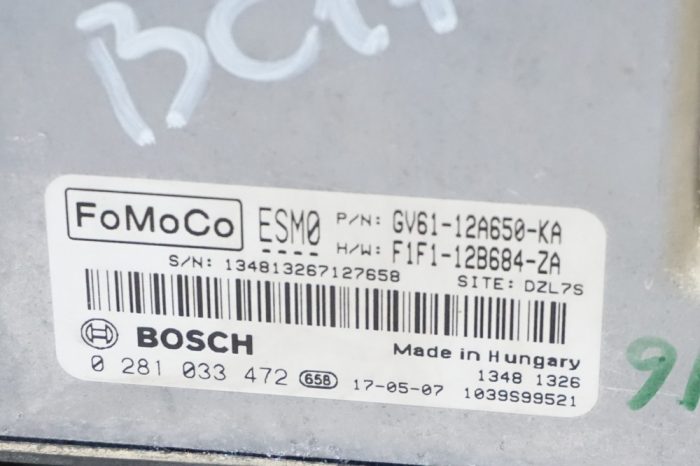 FoMoCo ESM0 P/N: GV61-12A650-KA
H/W: F1F1-12B684-ZA
S/N: 134813267127658 SITE: DZL7S
BOSCH Made in Hungary
0 281 033 472 658 17-05-07 1348 1326
1039S99521